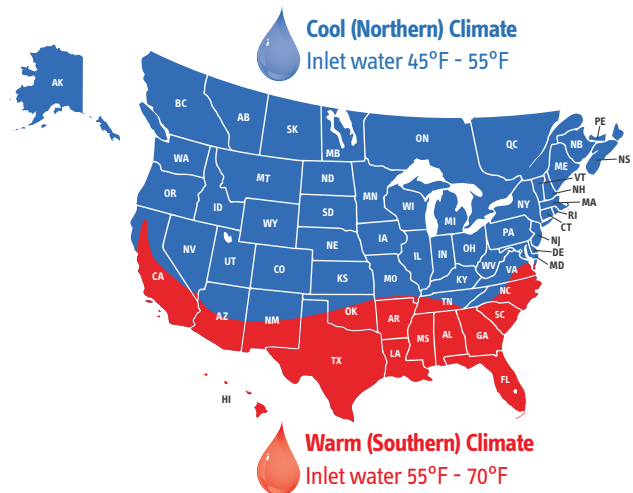 Cool (Northern) Climate
Inlet water 45°F - 55°F
AK
BC
AB
SK
MB
ON
QC
PE
NB
NS
ME
WA
MT
ND
MN
VT
NH
OR
ID
WY
SD
WI
MI
NY
MA
RI
CT
NV
UT
CO
NE
IA
IL
IN
OH
PA
NJ
DE
MD
CA
KS
MO
KY
WV
VA
AZ
NM
OK
AR
TN
NC
TX
LA
MS
AL
GA
SC
FL
HI
Warm (Southern) Climate
Inlet water 55°F - 70°F